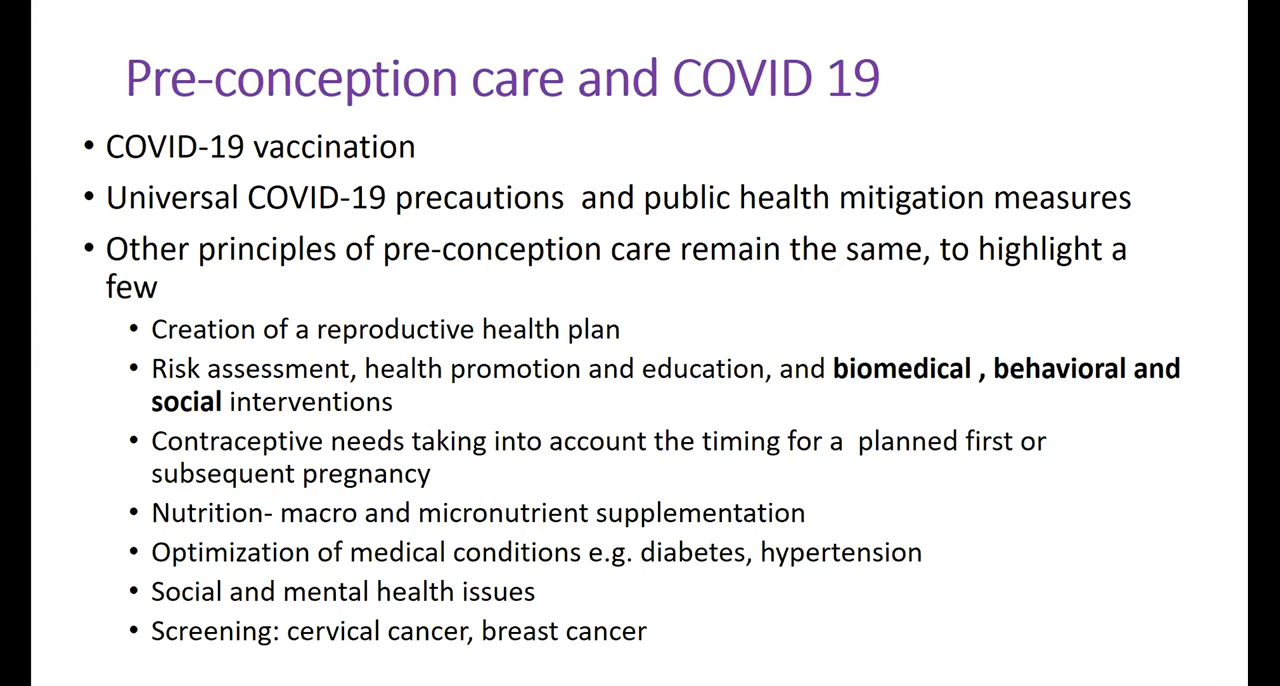 Pre-conception care and COVID 19
• COVID-19 vaccination
• Universal COVID-19 precautions  and public health mitigation measures
• Other principles of pre-conception care remain the same, to highlight a
few
• Creation of a reproductive health plan
• Risk assessment, health promotion and education, and biomedical , behavioral and
social interventions
• Contraceptive needs taking into account the timing for a  planned first or
subsequent pregnancy
• Nutrition- macro and micronutrient supplementation
• Optimization of medical conditions e.g. diabetes, hypertension
• Social and mental health issues
• Screening: cervical cancer, breast cancer